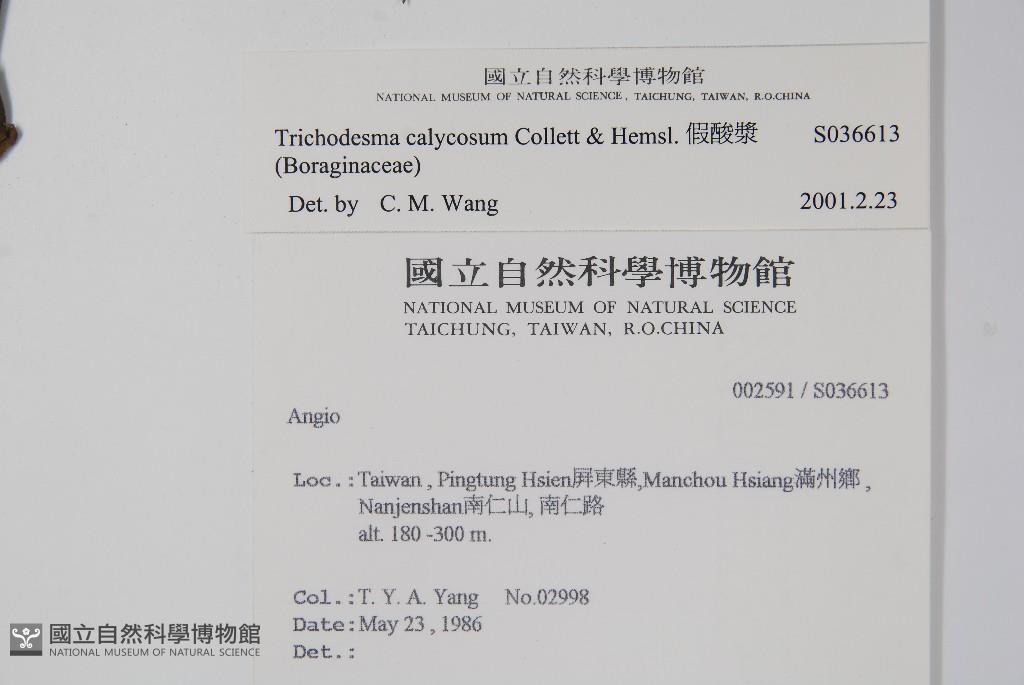 國立自然科學博物館
NATIONAL MUSEUM OF NATURAL SCIENCE, TAICHUNG, TAIWAN, R.O.CHINA
Trichodesma calycosum Collett & Hemsl. 假酸漿 S036613
(Boraginaceae)
Det. by C. M. Wang 2001.2.23
國立自然科學博物館
NATIONAL MUSEUM OF NATURAL SCIENCE
TAICHUNG, TAIWAN, R.O.CHINA
002591 / S036613
Angio
Loc.:Taiwan , Pingtung Hsien屏東縣,Manchou Hsiang滿州鄉 ,
Nanjenshan南仁山, 南仁路
alt. 180 -300 m.
Col.:T. Y. A. Yang No.02998
Date:May 23 , 1986
Det.:
國立自然科學博物館
NATIONAL MUSEUM OF NATURAL SCIENCE